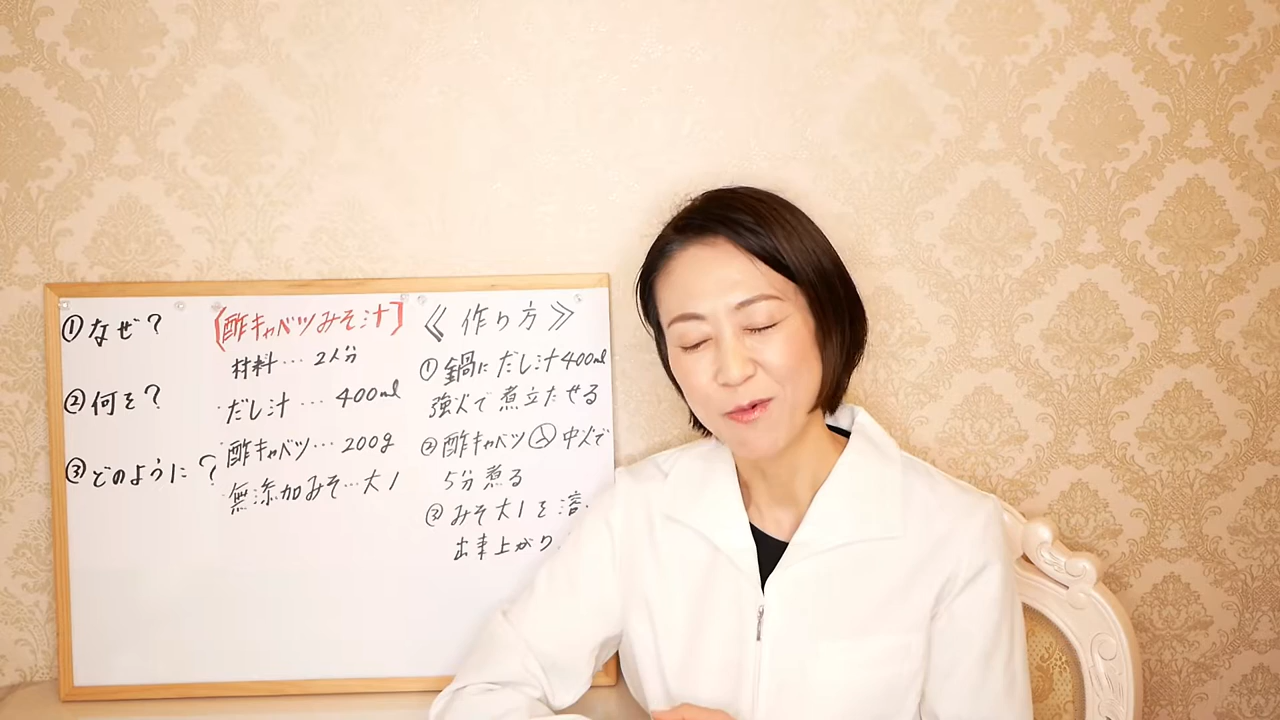 ①なぜ?
②何を?
③どのように?
[酢キャベツみそ汁]
材料…2人分
・だし汁…400ml
・酢キャベツ…200g
・無添加みそ…大1
《作り方》
①鍋にだし汁400ml
強火で煮立たせる
②酢キャベツ入中火で
5分煮る
③みそ大1を溶
出来上がり